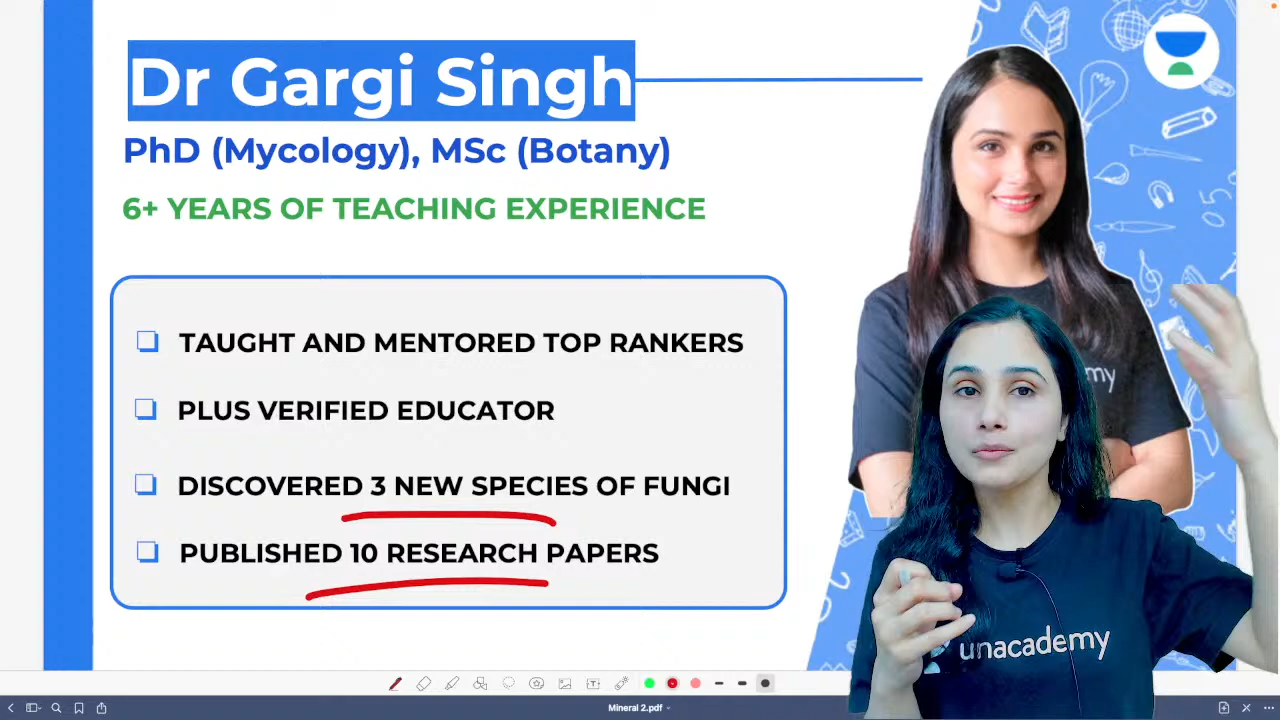 Dr Gargi Singh
PhD (Mycology), MSc (Botany)
6+ YEARS OF TEACHING EXPERIENCE
TAUGHT AND MENTORED TOP RANKERS
PLUS VERIFIED EDUCATOR
DISCOVERED 3 NEW SPECIES OF FUNGI
PUBLISHED 10 RESEARCH PAPERS
unacademy
Mineral 2.pdf